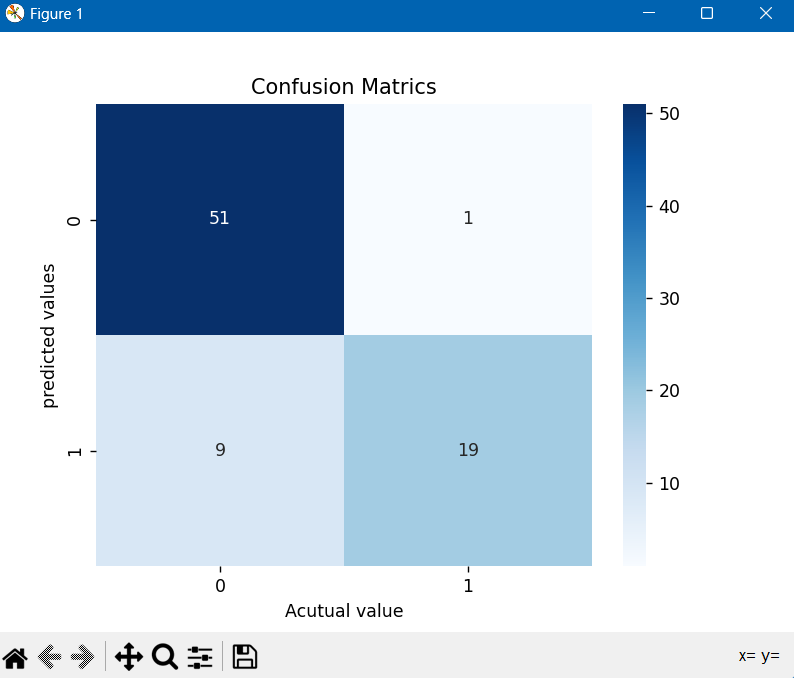 Figure 1
Confusion Matrics
predicted values
0
51
1
1
9
19
0
1
Acutual value
50
40
30
20
10
x= y=